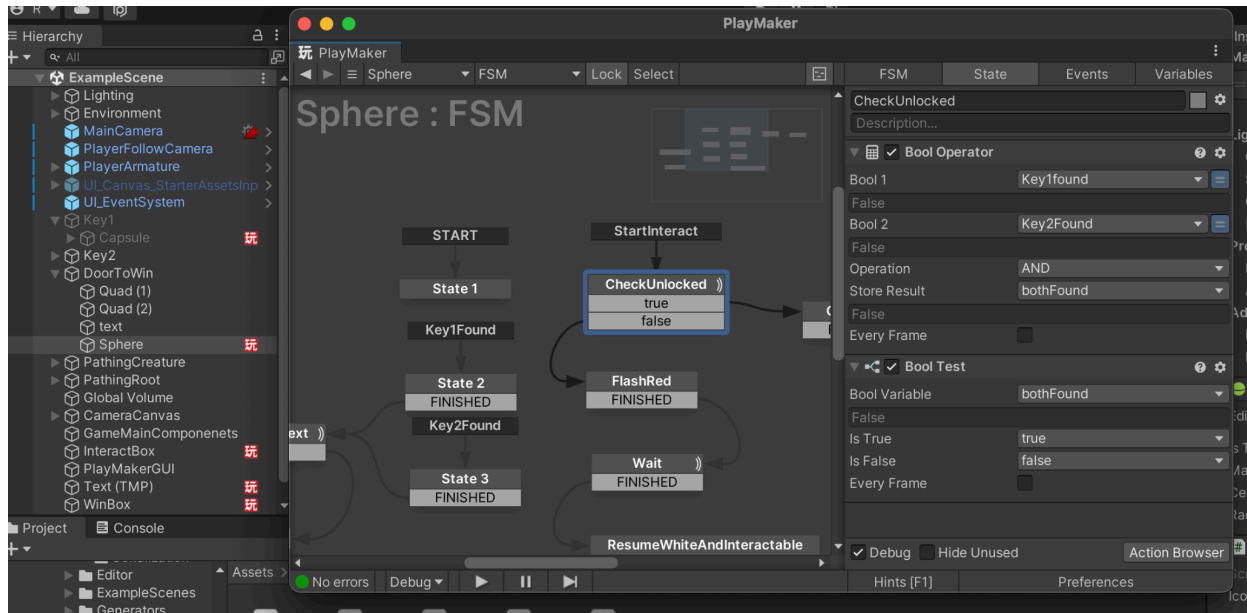 R
PlayMaker
Hierarchy
All
ExampleScene
Lighting
Environment
MainCamera
PlayerFollowCamera
PlayerArmature
UI_Canvas_StarterAssetsInp
UI_EventSystem
Key1
Capsule
玩
Key2
DoorToWin
Quad (1)
Quad (2)
text
Sphere
玩
PathingCreature
PathingRoot
Global Volume
CameraCanvas
GameMainComponenets
InteractBox
玩
PlayMakerGUI
Text (TMP)
玩
WinBox
玩
Project
Console
Editor
ExampleScenes
Generators
Assets
玩 PlayMaker
Sphere
FSM
Lock
Select
Sphere : FSM
START
State 1
Key1Found
State 2
FINISHED
Key2Found
State 3
FINISHED
ext
StartInteract
CheckUnlocked
true
false
FlashRed
FINISHED
Wait
FINISHED
ResumeWhiteAndInteractable
No errors
Debug
FSM
State
Events
Variables
CheckUnlocked
Description...
Bool Operator
Bool 1 Key1found
False
Bool 2 Key2Found
False
Operation AND
Store Result bothFound
False
Every Frame
Bool Test
Bool Variable bothFound
False
Is True true
Is False false
Every Frame
Debug
Hide Unused
Action Browser
Hints [F1]
Preferences